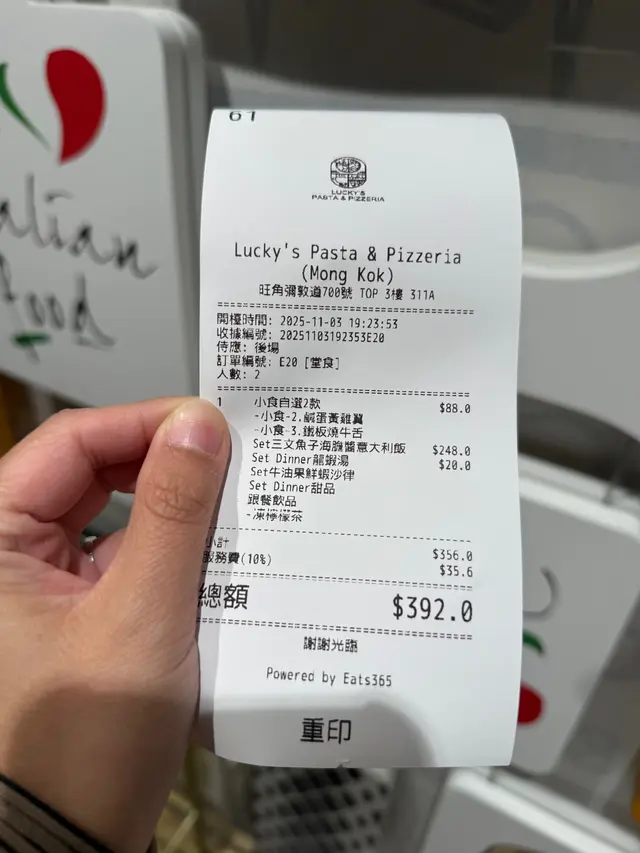 alian
food
61
LUCKY'S
PASTA & PIZZERIA
Lucky's Pasta & Pizzeria
(Mong Kok)
旺角彌敦道700號 TOP 3樓 311A
開檯時間: 2025-11-03 19:23:53
收據編號: 20251103192353E20
侍應: 後場
訂單編號: E20 [堂食]
人數: 2
1 小食自選2款 $88.0
-小食-2.鹹蛋黃雞翼
-小食-3.鐵板燒牛舌
Set三文魚子海膽醬意大利飯 $248.0
Set Dinner龍蝦湯 $20.0
Set牛油果鮮蝦沙律
Set Dinner甜品
跟餐飲品
-凍檸檬茶
小計 $356.0
服務費(10%) $35.6
總額 $392.0
謝謝光臨
Powered by Eats365
重印